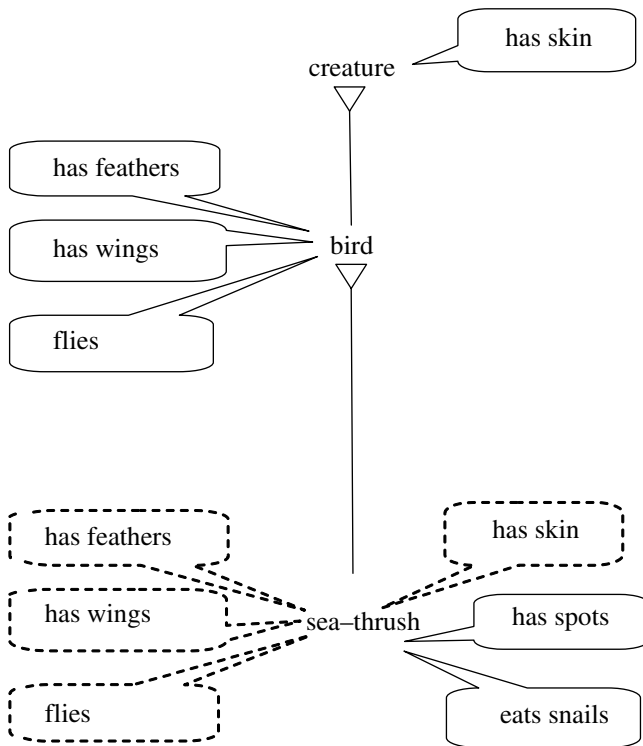 has skin
creature
has feathers
has wings
bird
flies
has feathers
has skin
has wings
sea–thrush
has spots
flies
eats snails